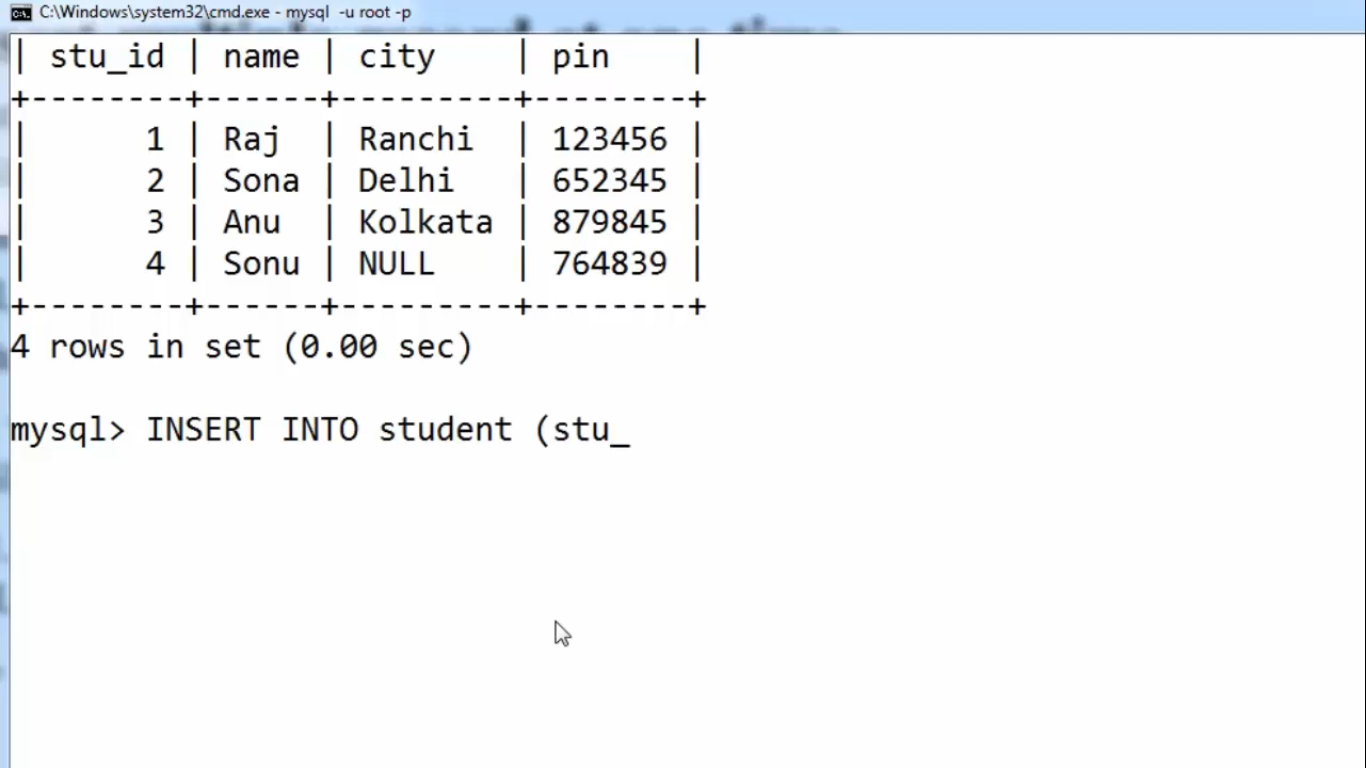 C:\Windows\system32\cmd.exe - mysql -u root -p
| stu_id | name | city    | pin    |
+--------+------+---------+--------+
|      1 | Raj  | Ranchi  | 123456 |
|      2 | Sona | Delhi   | 652345 |
|      3 | Anu  | Kolkata | 879845 |
|      4 | Sonu | NULL    | 764839 |
+--------+------+---------+--------+
4 rows in set (0.00 sec)
mysql> INSERT INTO student (stu_